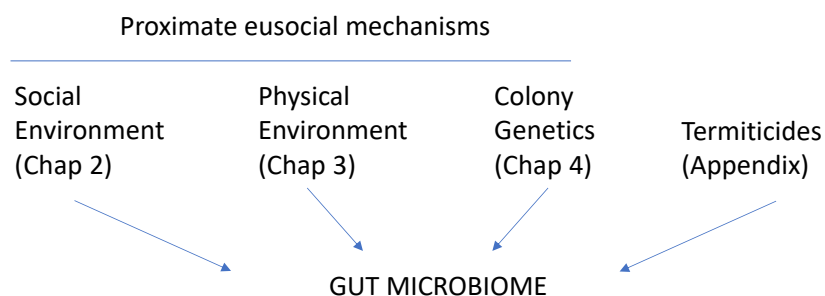 Proximate eusocial mechanisms
Social
Environment
(Chap 2)
Physical
Environment
(Chap 3)
Colony
Genetics
(Chap 4)
Termiticides
(Appendix)
GUT MICROBIOME